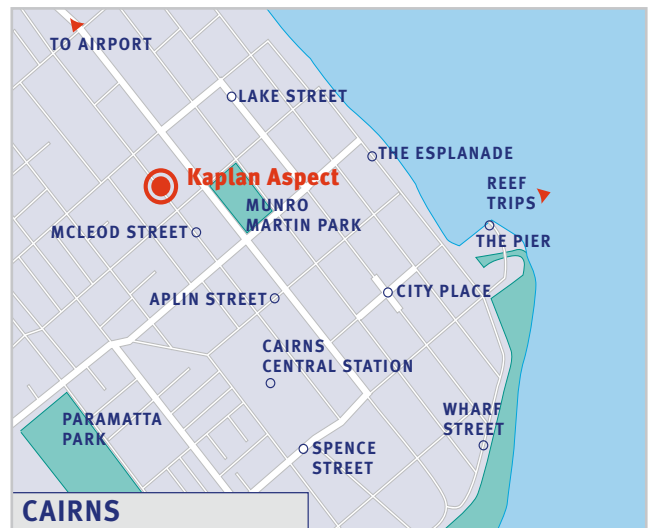 TO AIRPORT
LAKE STREET
THE ESPLANADE
Kaplan Aspect
REEF
TRIPS
MUNRO
MARTIN PARK
MCLEOD STREET
THE PIER
APLIN STREET
CITY PLACE
CAIRNS
CENTRAL STATION
PARAMATTA
PARK
WHARF
STREET
SPENCE
STREET
CAIRNS